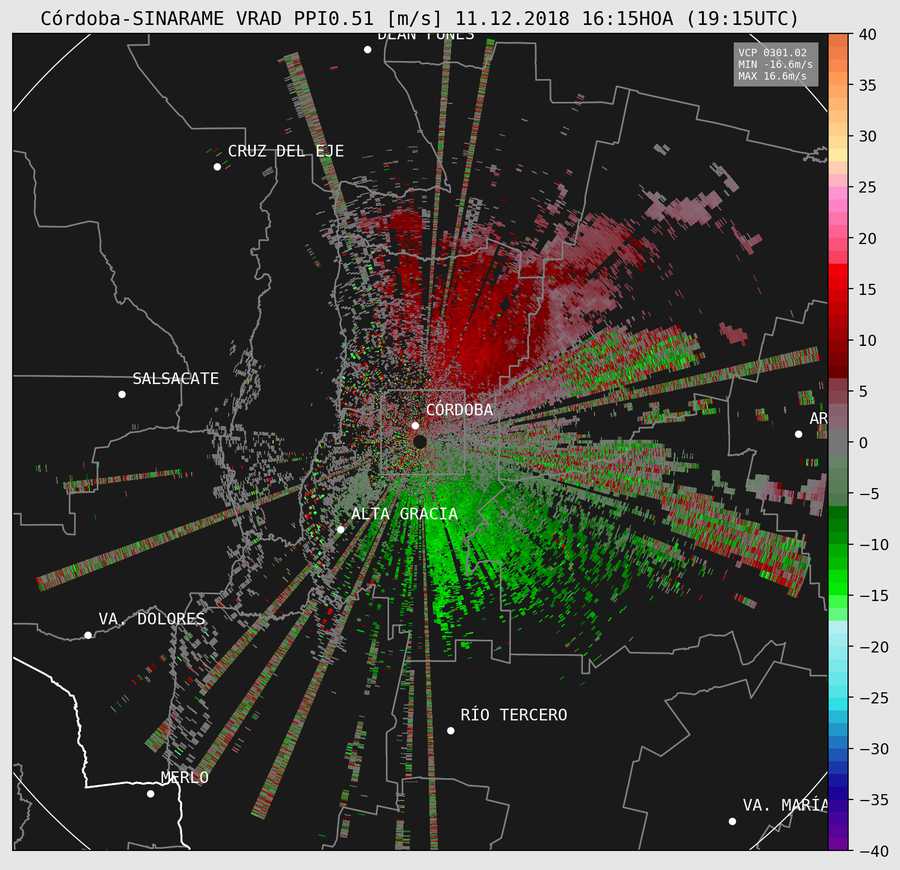 Córdoba-SINARAME VRAD PPI0.51 [m/s] 11.12.2018 16:15HOA (19:15UTC)
DEAN FUNES
VCP 0301.02
MIN -16.6m/s
MAX 16.6m/s
CRUZ DEL EJE
SALSACATE
CÓRDOBA
AR
ALTA GRACIA
VA. DOLORES
RÍO TERCERO
MERLO
VA. MARÍA
40
35
30
25
20
15
10
5
0
−5
−10
−15
−20
−25
−30
−35
−40